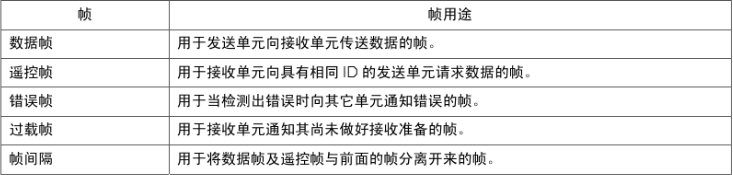 帧 帧用途
数据帧 用于发送单元向接收单元传送数据的帧。
遥控帧 用于接收单元向具有相同 ID 的发送单元请求数据的帧。
错误帧 用于当检测出错误时向其它单元通知错误的帧。
过载帧 用于接收单元通知其尚未做好接收准备的帧。
帧间隔 用于将数据帧及遥控帧与前面的帧分离开来的帧。